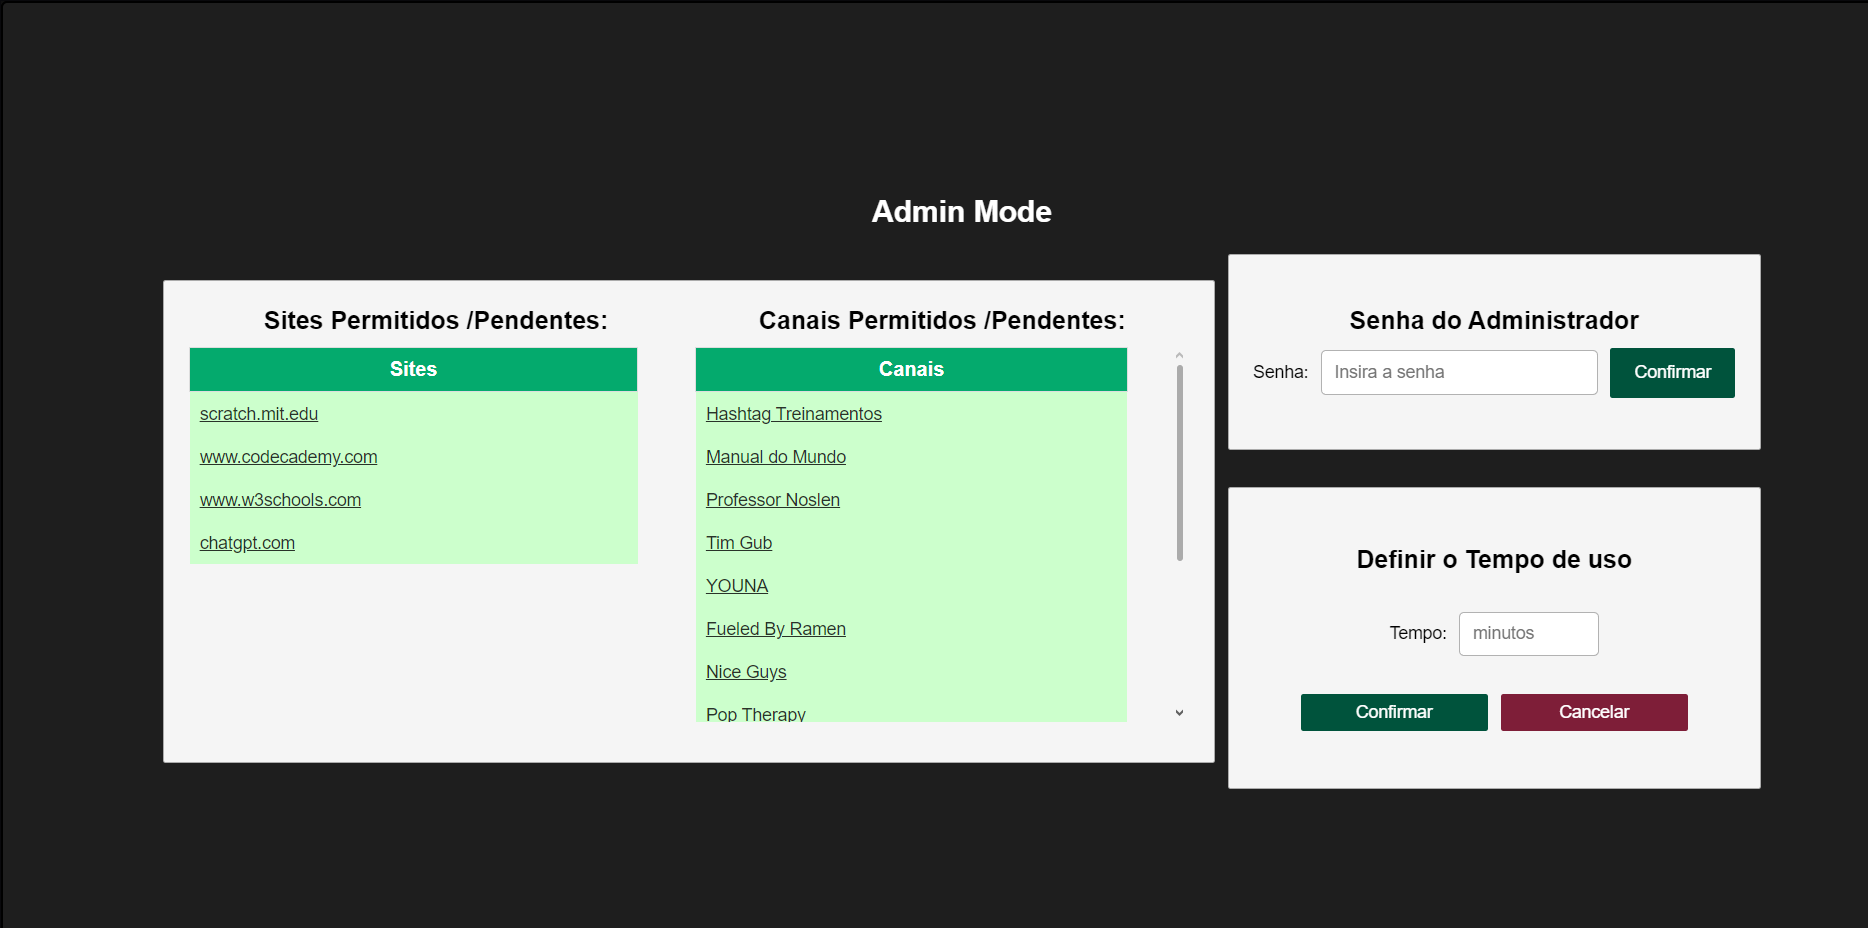 Admin Mode
Sites Permitidos /Pendentes:
Sites
scratch.mit.edu
www.codecademy.com
www.w3schools.com
chatgpt.com
Canais Permitidos /Pendentes:
Canais
Hashtag Treinamentos
Manual do Mundo
Professor Noslen
Tim Gub
YOUNA
Fueled By Ramen
Nice Guys
Pop Therapy
Senha do Administrador
Senha: Insira a senha Confirmar
Definir o Tempo de uso
Tempo: minutos
Confirmar Cancelar